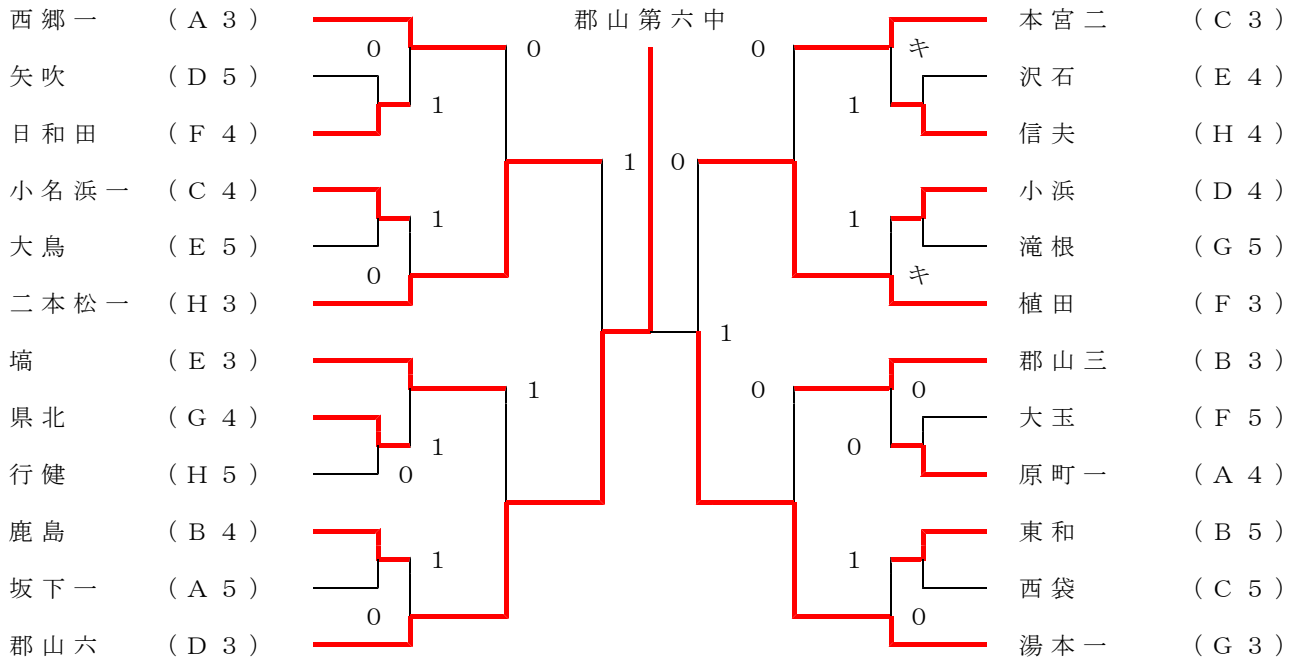 西郷一 (A3) 郡山第六中 本宮二 (C3)
0 0 0 キ
矢吹 (D5) 沢石 (E4)
1 1
日和田 (F4) 信夫 (H4)
1 0
小名浜一 (C4) 小浜 (D4)
1 1
大鳥 (E5) 滝根 (G5)
0 キ
二本松一 (H3) 植田 (F3)
1
塙 (E3) 郡山三 (B3)
1 0 0
県北 (G4) 大玉 (F5)
1 0
行健 (H5) 0 原町一 (A4)
鹿島 (B4) 東和 (B5)
1 1
坂下一 (A5) 西袋 (C5)
0 0
郡山六 (D3) 湯本一 (G3)